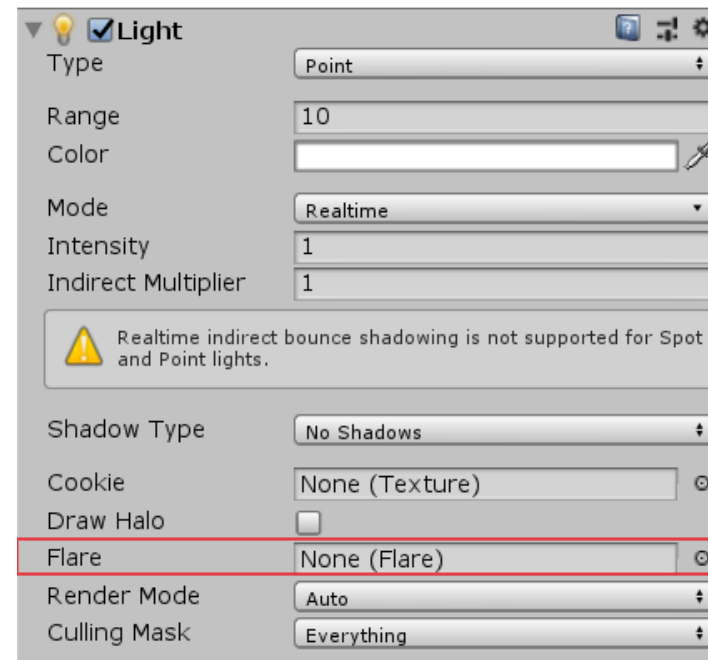 Light
Type Point
Range 10
Color
Mode Realtime
Intensity 1
Indirect Multiplier 1
Realtime indirect bounce shadowing is not supported for Spot
and Point lights.
Shadow Type No Shadows
Cookie None (Texture)
Draw Halo
Flare None (Flare)
Render Mode Auto
Culling Mask Everything